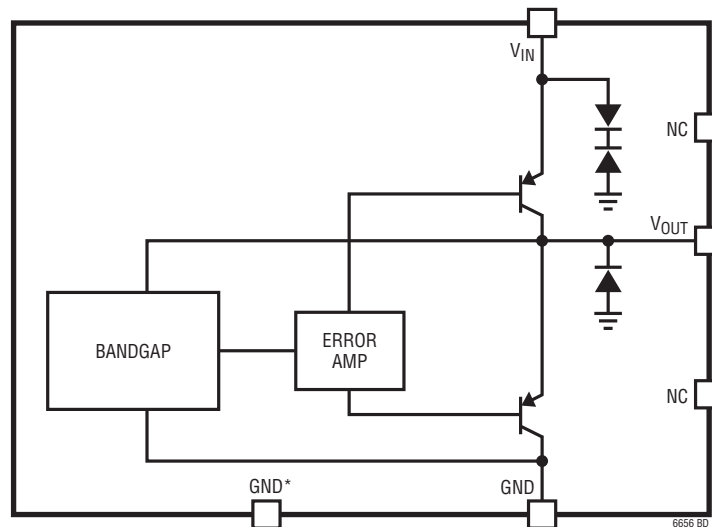 VIN
NC
VOUT
BANDGAP
ERROR
AMP
NC
GND*
GND
6656 BD